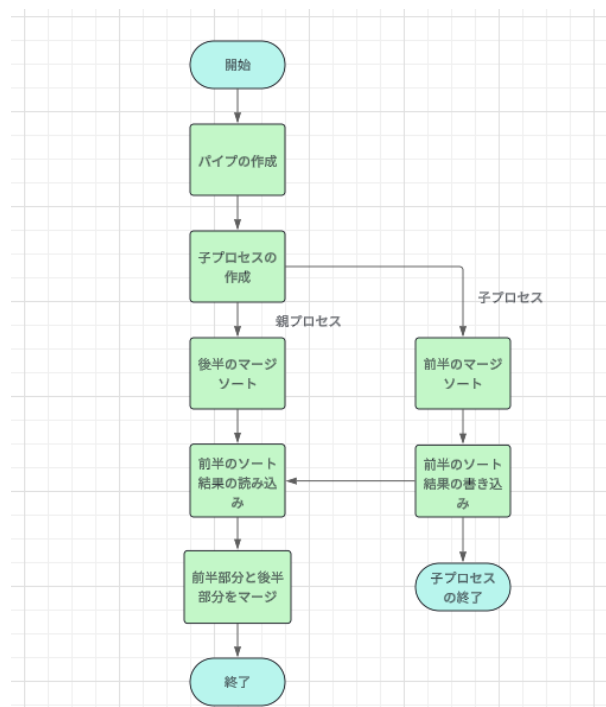 開始
パイプの作成
子プロセスの
作成
子プロセス
親プロセス
後半のマージ
ソート
前半のマージ
ソート
前半のソート
結果の読み込
み
前半のソート
結果の書き込
み
前半部分と後半
部分をマージ
子プロセス
の終了
終了